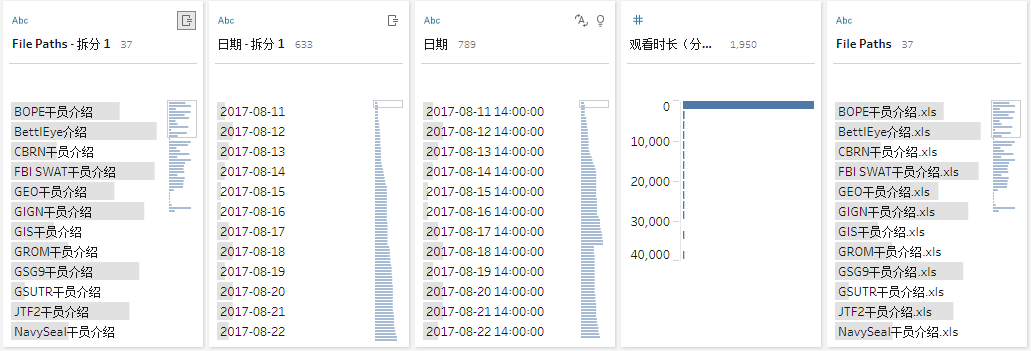 Abc
File Paths - 拆分 1 37
BOPE干员介绍
BettlEye介绍
CBRN干员介绍
FBI SWAT干员介绍
GEO干员介绍
GIGN干员介绍
GIS干员介绍
GROM干员介绍
GSG9干员介绍
GSUTR干员介绍
JTF2干员介绍
NavySeal干员介绍
Abc
日期 - 拆分 1 633
2017-08-11
2017-08-12
2017-08-13
2017-08-14
2017-08-15
2017-08-16
2017-08-17
2017-08-18
2017-08-19
2017-08-20
2017-08-21
2017-08-22
Abc
日期 789
2017-08-11 14:00:00
2017-08-12 14:00:00
2017-08-13 14:00:00
2017-08-14 14:00:00
2017-08-15 14:00:00
2017-08-16 14:00:00
2017-08-17 14:00:00
2017-08-18 14:00:00
2017-08-19 14:00:00
2017-08-20 14:00:00
2017-08-21 14:00:00
2017-08-22 14:00:00
#
观看时长（分... 1,950
0
10,000
20,000
30,000
40,000
Abc
File Paths 37
BOPE干员介绍.xls
BettlEye介绍.xls
CBRN干员介绍.xls
FBI SWAT干员介绍.xls
GEO干员介绍.xls
GIGN干员介绍.xls
GIS干员介绍.xls
GROM干员介绍.xls
GSG9干员介绍.xls
GSUTR干员介绍.xls
JTF2干员介绍.xls
NavySeal干员介绍.xls